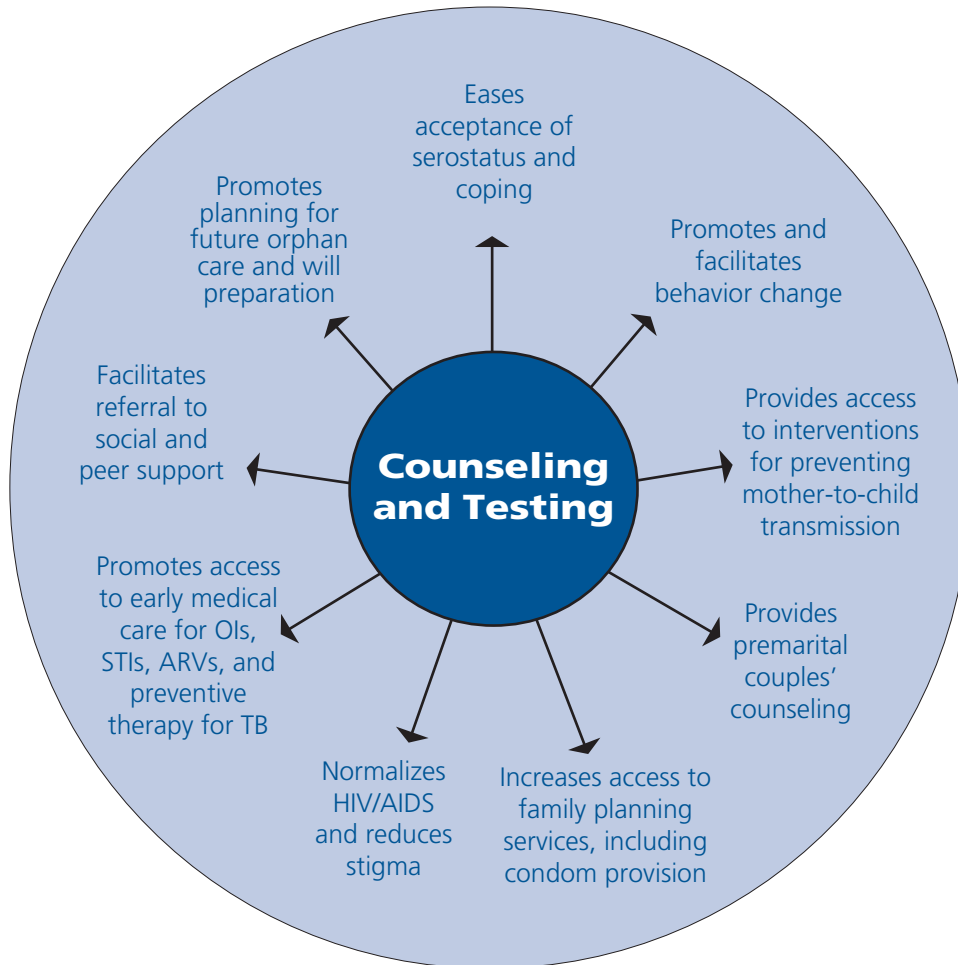 Eases
acceptance of
serostatus and
coping
Promotes and
facilitates
behavior change
Provides access
to interventions
for preventing
mother-to-child
transmission
Provides
premarital
couples’
counseling
Increases access to
family planning
services, including
condom provision
Normalizes
HIV/AIDS
and reduces
stigma
Promotes access
to early medical
care for OIs,
STIs, ARVs, and
preventive
therapy for TB
Facilitates
referral to
social and
peer support
Promotes
planning for
future orphan
care and will
preparation
Counseling
and Testing